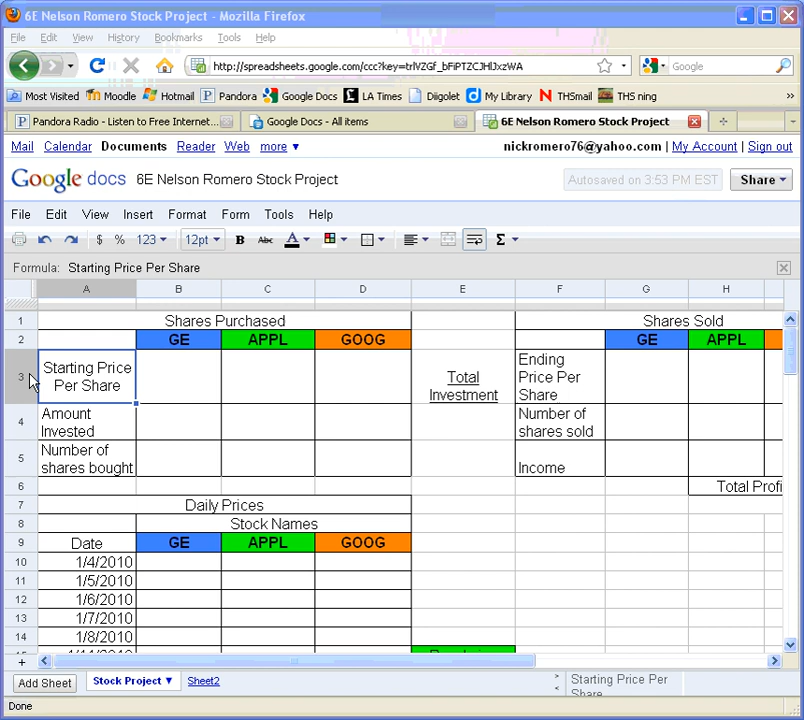 6E Nelson Romero Stock Project - Mozilla Firefox
File Edit View History Bookmarks Tools Help
http://spreadsheets.google.com/ccc?key=trlVZGf_bFiPTZCJHlJxzWA
Google
Most Visited Moodle Hotmail Pandora Google Docs LA Times Diigolet My Library THSmail THS ning »
Pandora Radio - Listen to Free Internet... Google Docs - All items 6E Nelson Romero Stock Project
Mail Calendar Documents Reader Web more ▼ nickromero76@yahoo.com | My Account | Sign out
Google docs 6E Nelson Romero Stock Project Autosaved on 3:53 PM EST Share
File Edit View Insert Format Form Tools Help
$ % 123 12pt B Abc A Σ
Formula: Starting Price Per Share
A B C D E F G H
1 Shares Purchased Shares Sold
2 GE APPL GOOG GE APPL
3 Starting Price Per Share Total Investment Ending Price Per Share
4 Amount Invested Number of shares sold
5 Number of shares bought Income
6 Total Profi
7 Daily Prices
8 Stock Names
9 Date GE APPL GOOG
10 1/4/2010
11 1/5/2010
12 1/6/2010
13 1/7/2010
14 1/8/2010
+
Add Sheet Stock Project ▼ Sheet2 Starting Price Per
Share
Done